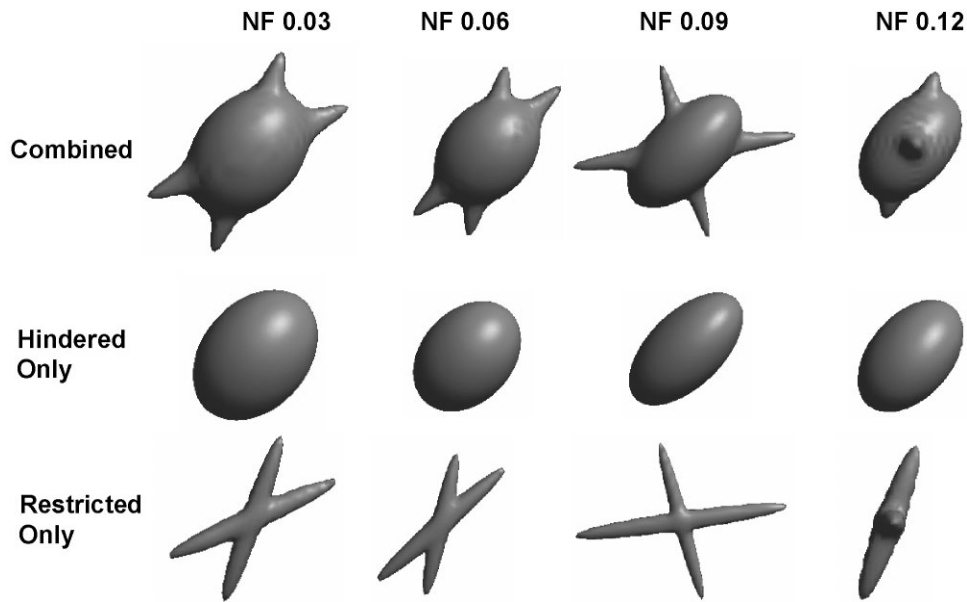 NF 0.03 NF 0.06 NF 0.09 NF 0.12
Combined
Hindered
Only
Restricted
Only